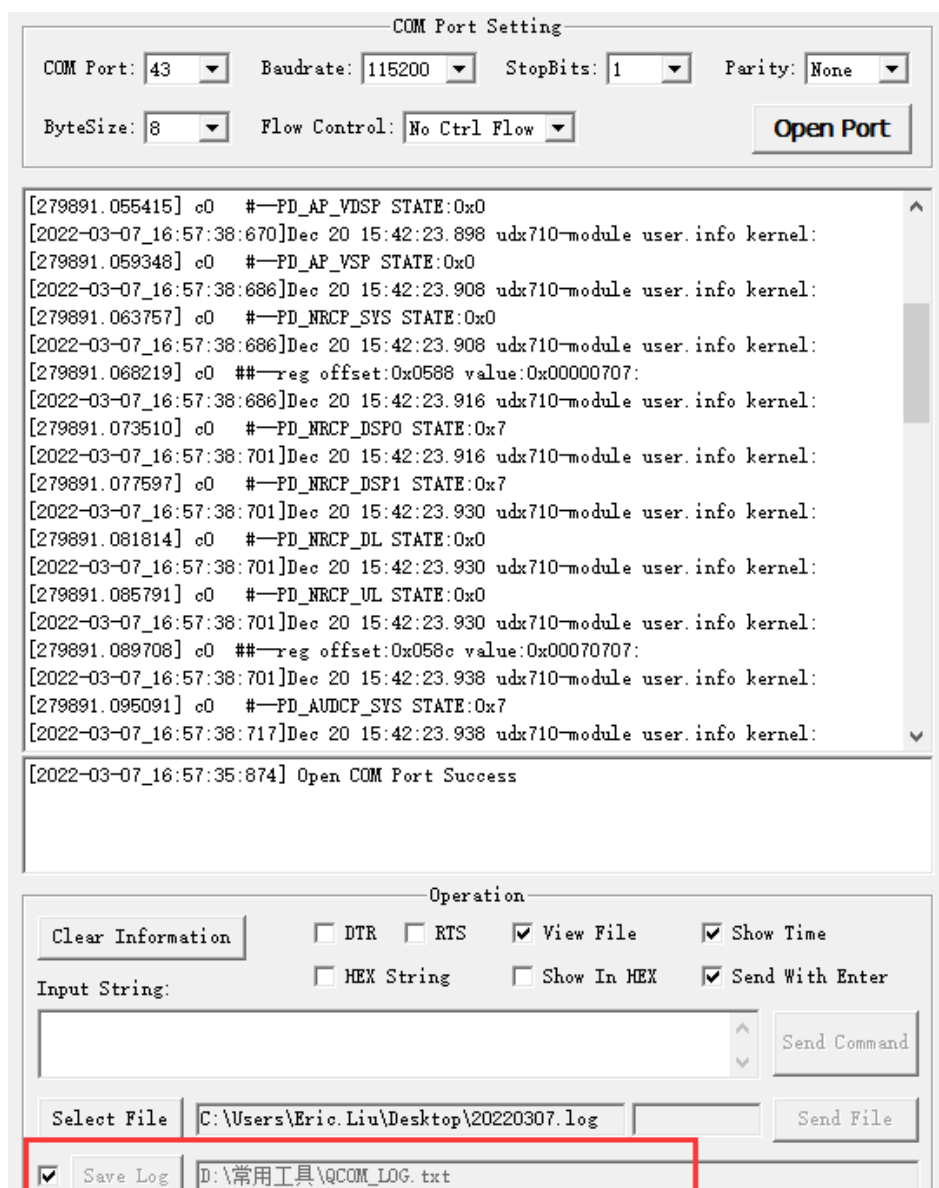 COM Port Setting
COM Port: 43 Baudrate: 115200 StopBits: 1 Parity: None
ByteSize: 8 Flow Control: No Ctrl Flow Open Port
[279891.055415] c0   #—PD_AP_VDSP STATE:0x0
[2022-03-07_16:57:38:670]Dec 20 15:42:23.898 udx710-module user.info kernel:
[279891.059348] c0   #—PD_AP_VSP STATE:0x0
[2022-03-07_16:57:38:686]Dec 20 15:42:23.908 udx710-module user.info kernel:
[279891.063757] c0   #—PD_NRCP_SYS STATE:0x0
[2022-03-07_16:57:38:686]Dec 20 15:42:23.908 udx710-module user.info kernel:
[279891.068219] c0  ##—reg offset:0x0588 value:0x00000707:
[2022-03-07_16:57:38:686]Dec 20 15:42:23.916 udx710-module user.info kernel:
[279891.073510] c0   #—PD_NRCP_DSP0 STATE:0x7
[2022-03-07_16:57:38:701]Dec 20 15:42:23.916 udx710-module user.info kernel:
[279891.077597] c0   #—PD_NRCP_DSP1 STATE:0x7
[2022-03-07_16:57:38:701]Dec 20 15:42:23.930 udx710-module user.info kernel:
[279891.081814] c0   #—PD_NRCP_DL STATE:0x0
[2022-03-07_16:57:38:701]Dec 20 15:42:23.930 udx710-module user.info kernel:
[279891.085791] c0   #—PD_NRCP_UL STATE:0x0
[2022-03-07_16:57:38:701]Dec 20 15:42:23.930 udx710-module user.info kernel:
[279891.089708] c0  ##—reg offset:0x058c value:0x00070707:
[2022-03-07_16:57:38:701]Dec 20 15:42:23.938 udx710-module user.info kernel:
[279891.095091] c0   #—PD_AUDCP_SYS STATE:0x7
[2022-03-07_16:57:38:717]Dec 20 15:42:23.938 udx710-module user.info kernel:
[2022-03-07_16:57:35:874] Open COM Port Success
Operation
Clear Information DTR RTS View File Show Time
HEX String Show In HEX Send With Enter
Input String:
Send Command
Select File C:\Users\Eric.Liu\Desktop\20220307.log Send File
Save Log D:\常用工具\QCOM_LOG.txt